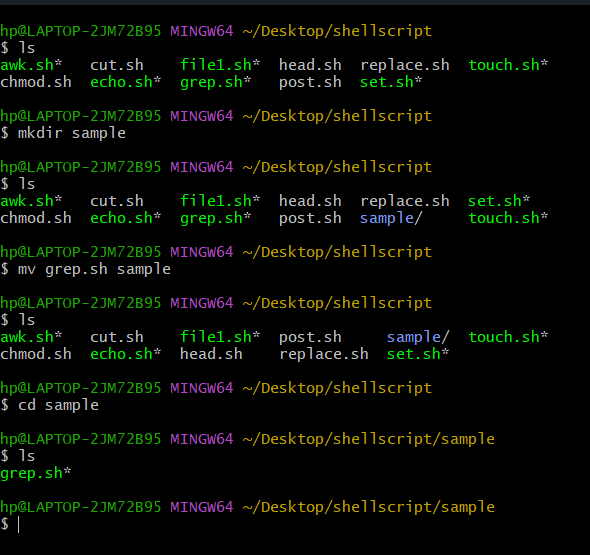 hp@LAPTOP-2JM72B95 MINGW64 ~/Desktop/shellscript
$ ls
awk.sh*   cut.sh    file1.sh*  head.sh  replace.sh  touch.sh*
chmod.sh  echo.sh*  grep.sh*   post.sh  set.sh*
hp@LAPTOP-2JM72B95 MINGW64 ~/Desktop/shellscript
$ mkdir sample
hp@LAPTOP-2JM72B95 MINGW64 ~/Desktop/shellscript
$ ls
awk.sh*   cut.sh    file1.sh*  head.sh  replace.sh  set.sh*
chmod.sh  echo.sh*  grep.sh*   post.sh  sample/     touch.sh*
hp@LAPTOP-2JM72B95 MINGW64 ~/Desktop/shellscript
$ mv grep.sh sample
hp@LAPTOP-2JM72B95 MINGW64 ~/Desktop/shellscript
$ ls
awk.sh*   cut.sh    file1.sh*  post.sh     sample/  touch.sh*
chmod.sh  echo.sh*  head.sh    replace.sh  set.sh*
hp@LAPTOP-2JM72B95 MINGW64 ~/Desktop/shellscript
$ cd sample
hp@LAPTOP-2JM72B95 MINGW64 ~/Desktop/shellscript/sample
$ ls
grep.sh*
hp@LAPTOP-2JM72B95 MINGW64 ~/Desktop/shellscript/sample
$